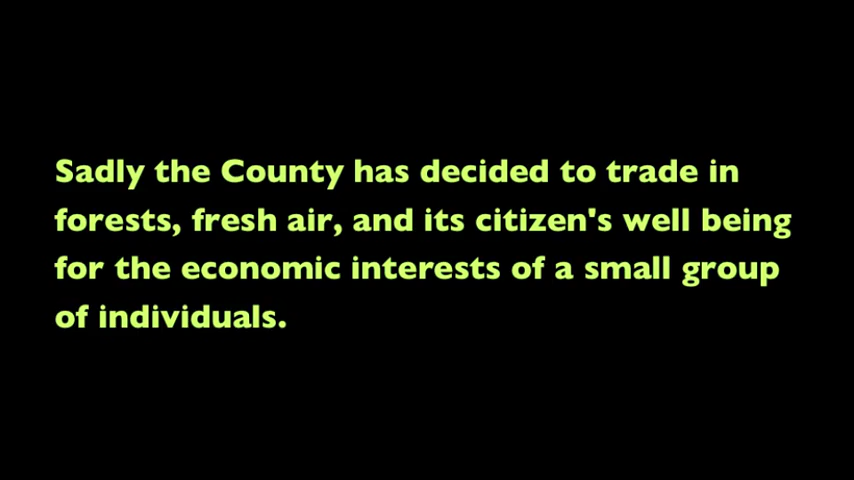 Sadly the County has decided to trade in
forests, fresh air, and its citizen's well being
for the economic interests of a small group
of individuals.